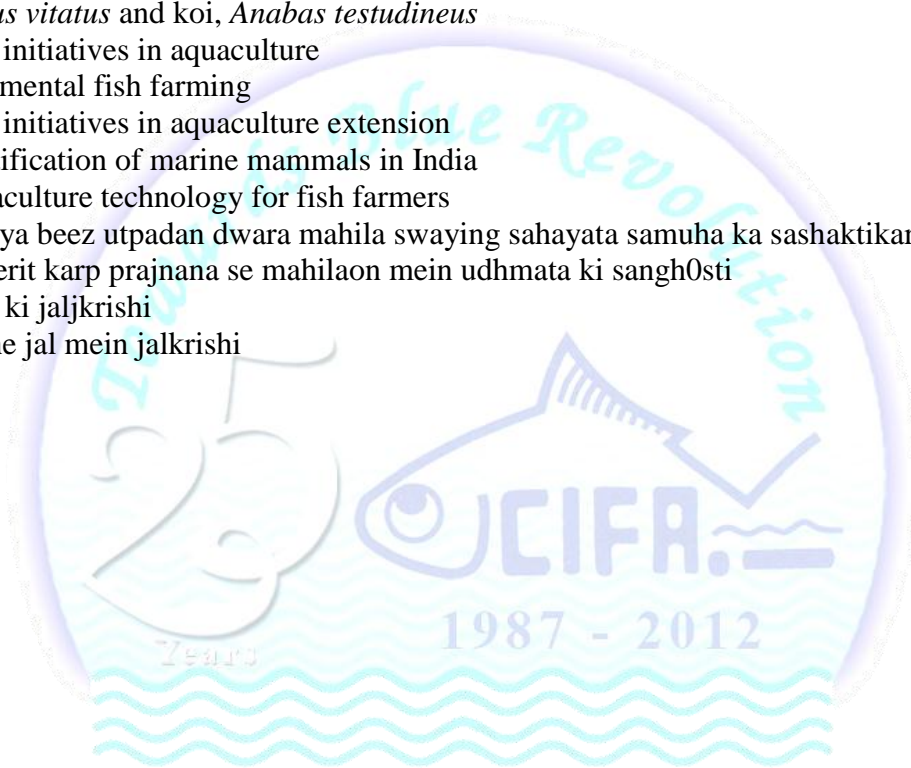 us vitatus and koi, Anabas testudineus
initiatives in aquaculture
mental fish farming
initiatives in aquaculture extension
ification of marine mammals in India
aculture technology for fish farmers
ya beez utpadan dwara mahila swaying sahayata samuha ka sashaktikar
erit karp prajnana se mahilaon mein udhmata ki sangh0sti
ki jaljkrishi
ne jal mein jalkrishi
Towards Blue Revolution
25
Years
CIFA
1987 - 2012